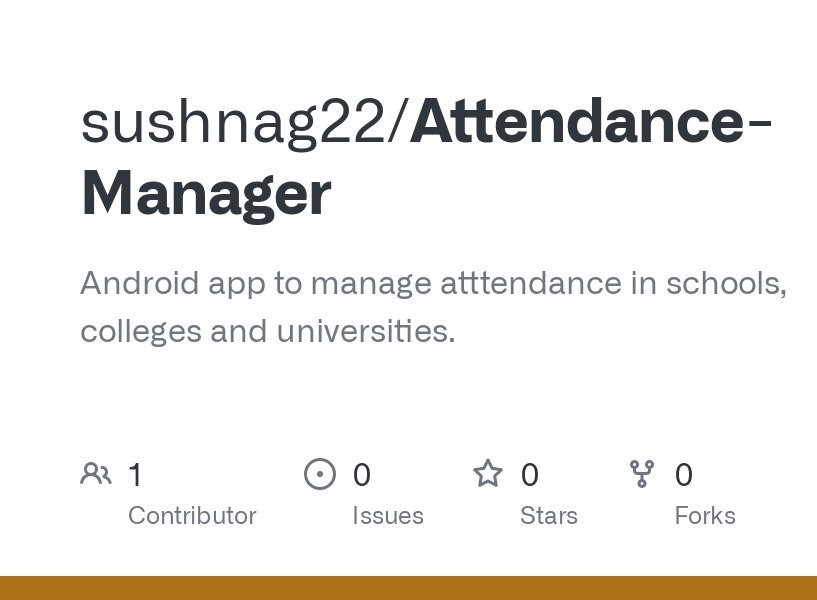 sushnag22/Attendance-
Manager
Android app to manage atttendance in schools,
colleges and universities.
1 0 0 0
Contributor Issues Stars Forks